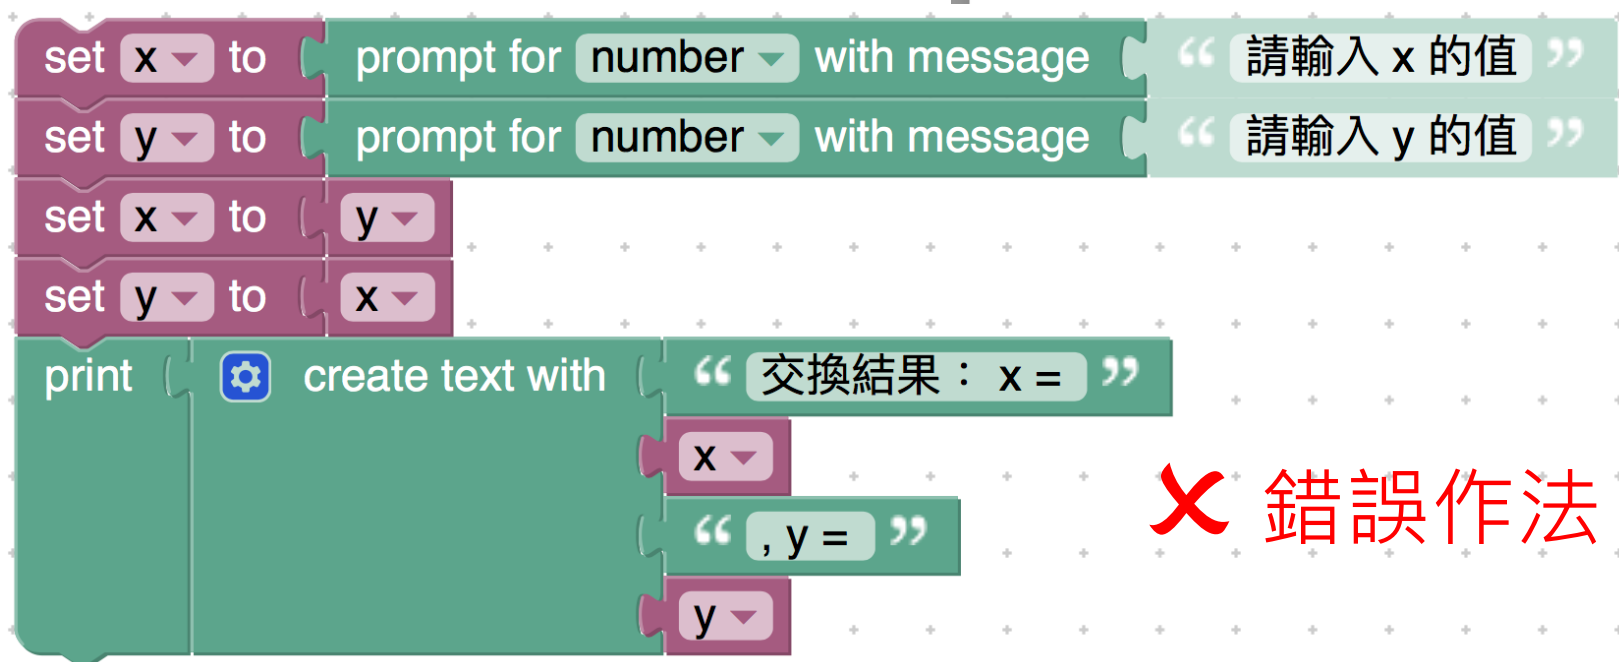 set x to prompt for number with message “ 請輸入 x 的值 ”
set y to prompt for number with message “ 請輸入 y 的值 ”
set x to y
set y to x
print create text with “ 交換結果： x = ”
x
“ , y = ”
✘ 錯誤作法
y